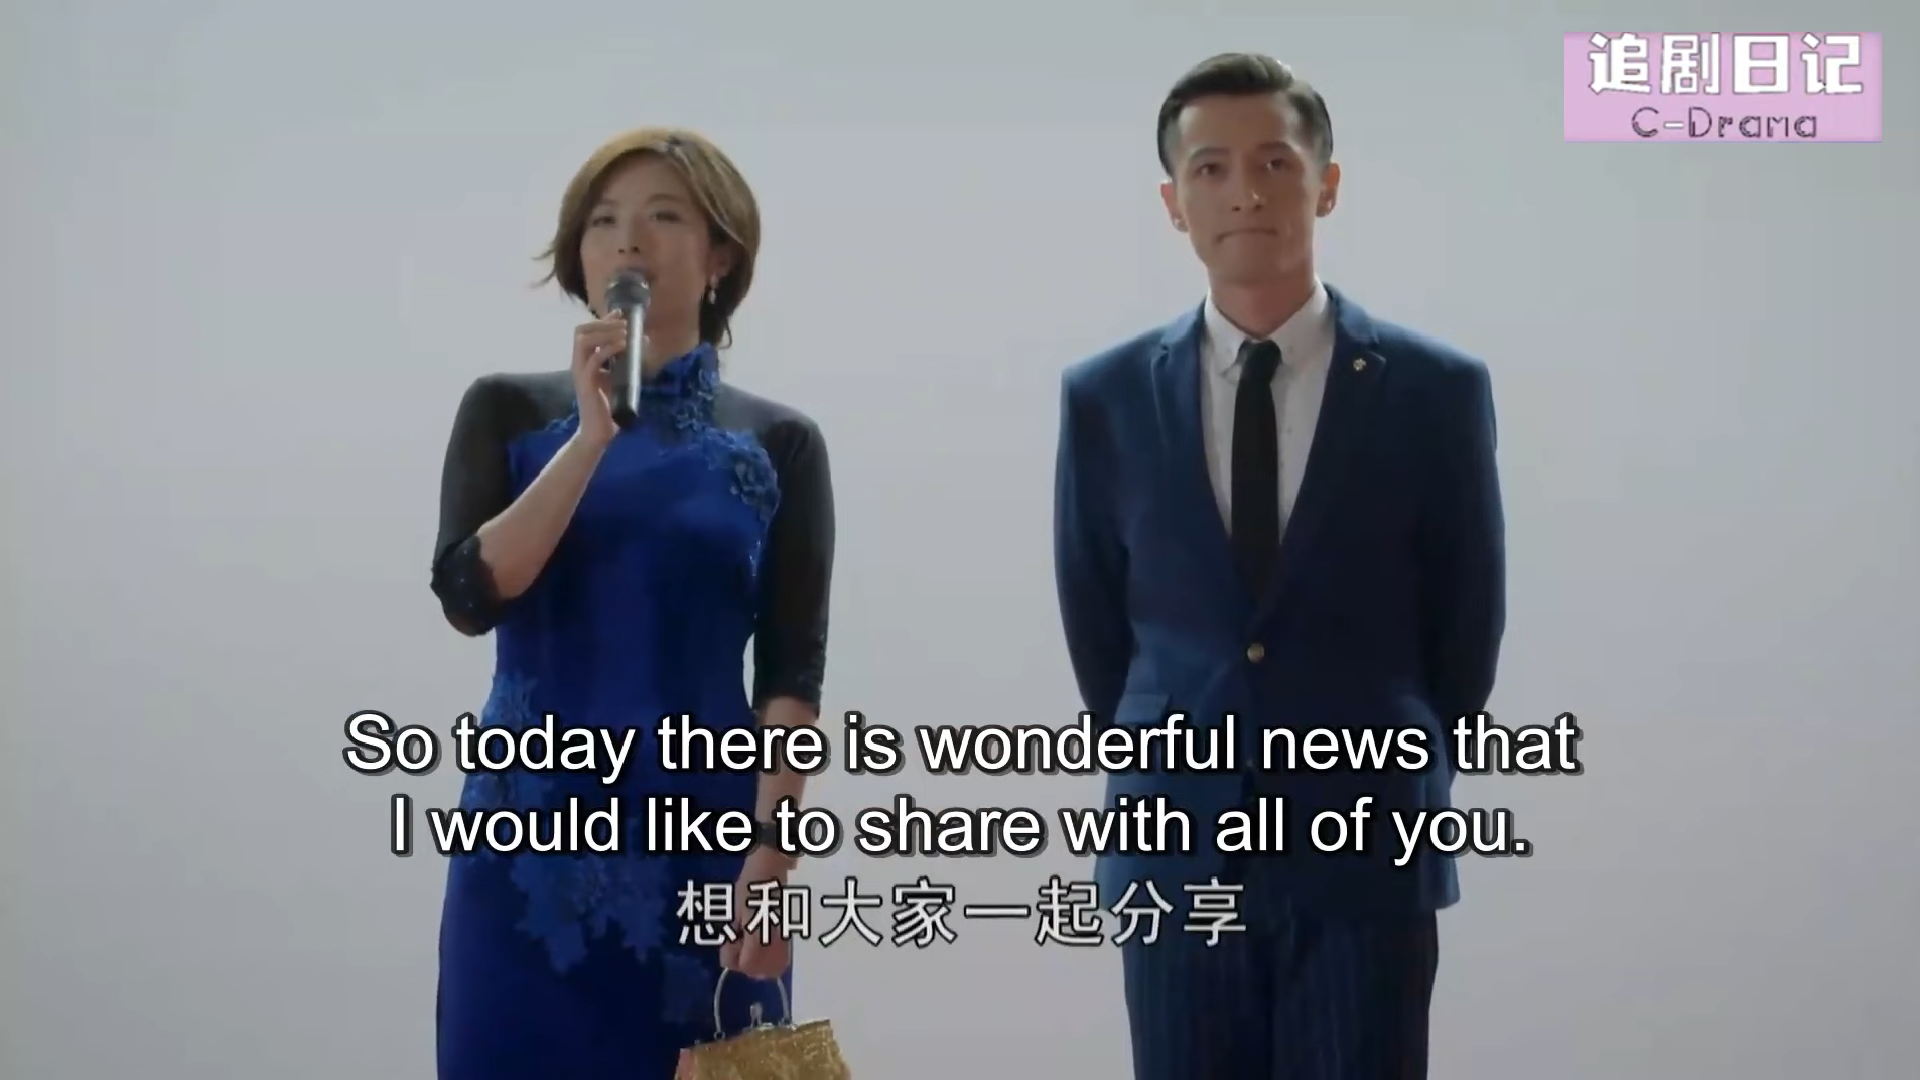 追剧日记
C-Drama
So today there is wonderful news that
I would like to share with all of you.
想和大家一起分享